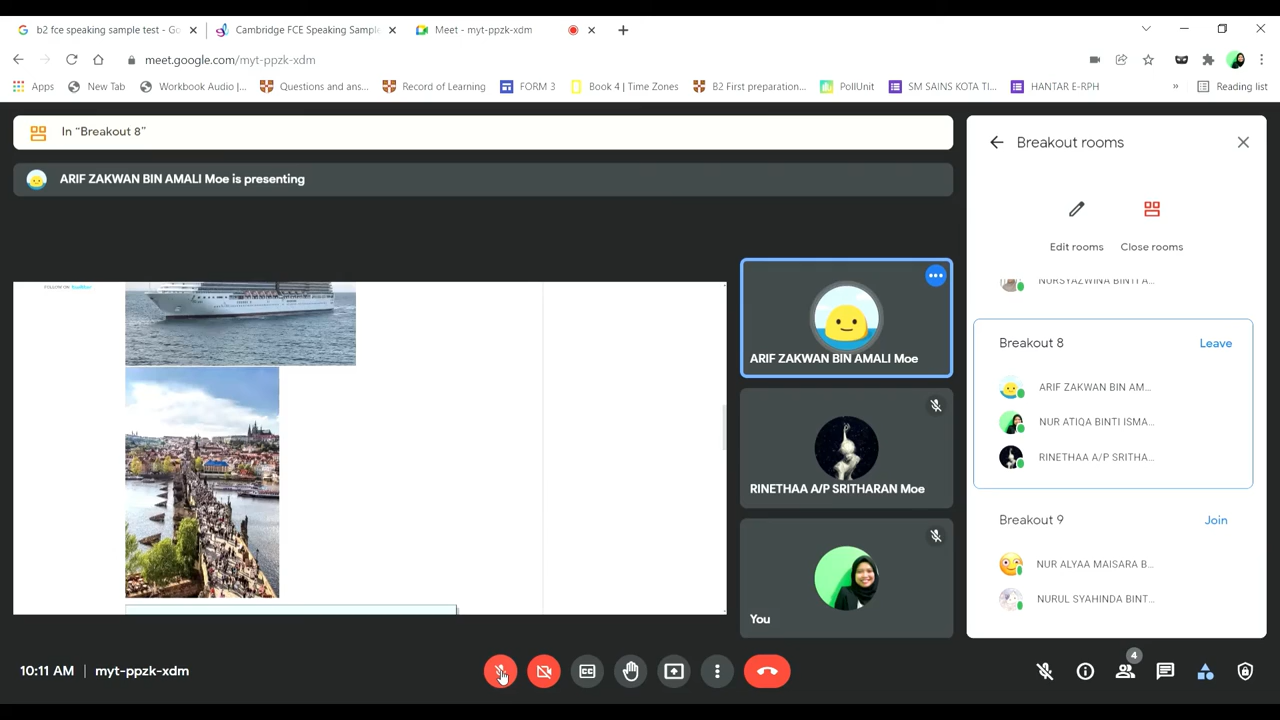 b2 fce speaking sample test - Go
Cambridge FCE Speaking Sample
Meet - myt-ppzk-xdm
meet.google.com/myt-ppzk-xdm
Apps
New Tab
Workbook Audio |...
Questions and ans...
Record of Learning
FORM 3
Book 4 | Time Zones
B2 First preparation...
PollUnit
SM SAINS KOTA TI...
HANTAR E-RPH
»
Reading list
In “Breakout 8”
ARIF ZAKWAN BIN AMALI Moe is presenting
FOLLOW ON twitter
ARIF ZAKWAN BIN AMALI Moe
RINETHAA A/P SRITHARAN Moe
You
Breakout rooms
Edit rooms
Close rooms
NURSYAZWINA BINTI A...
Breakout 8
Leave
ARIF ZAKWAN BIN AM...
NUR ATIQA BINTI ISMA...
RINETHAA A/P SRITHA...
Breakout 9
Join
NUR ALYAA MAISARA B...
NURUL SYAHINDA BINT...
10:11 AM | myt-ppzk-xdm
4